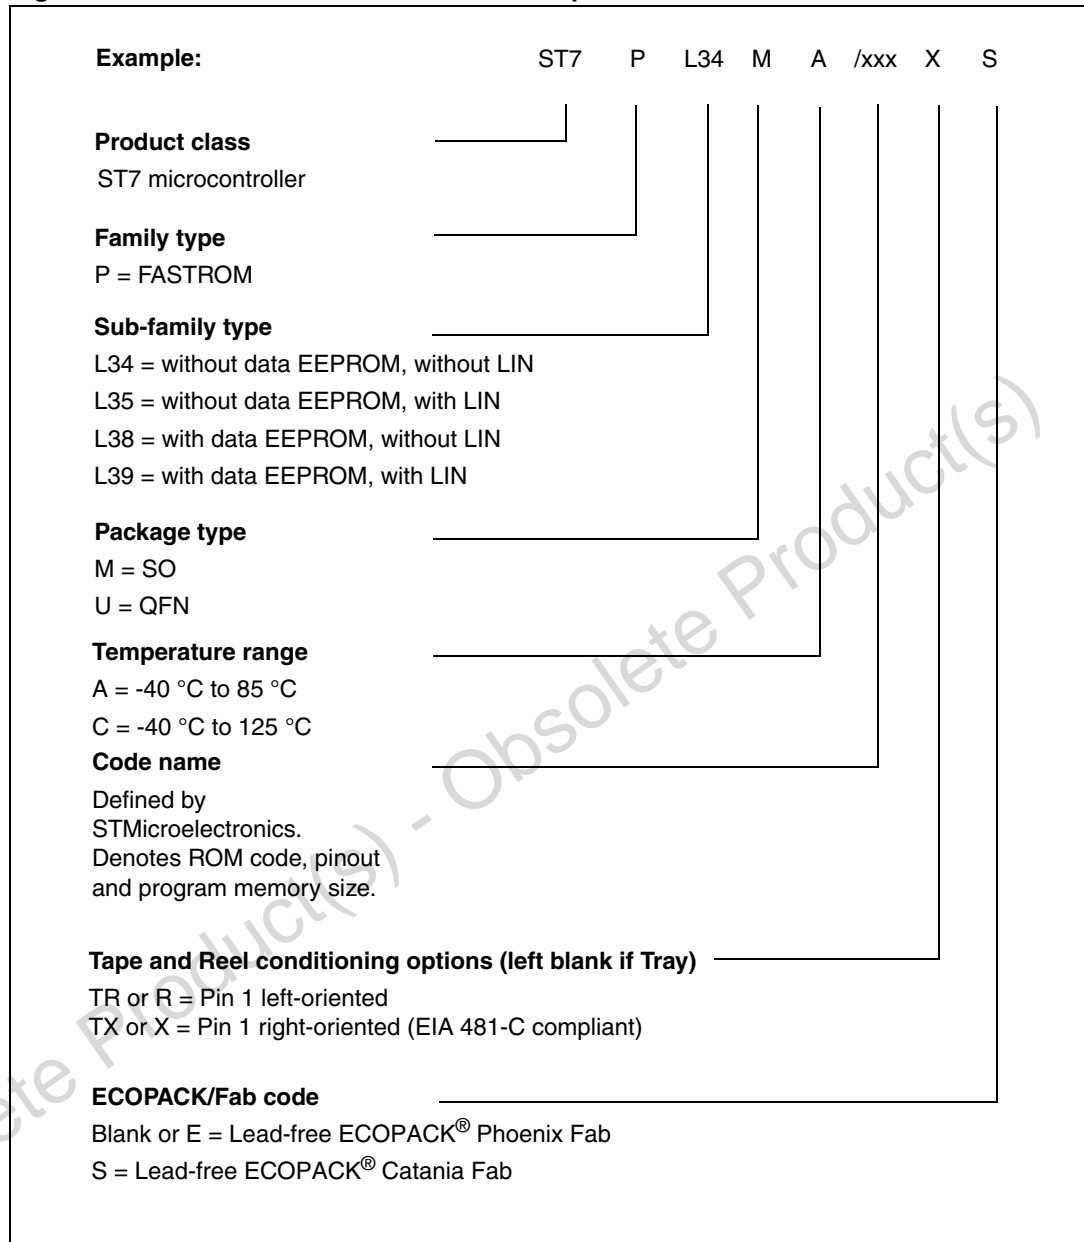 Example: ST7 P L34 M A /xxx X S
Product class
ST7 microcontroller
Family type
P = FASTROM
Sub-family type
L34 = without data EEPROM, without LIN
L35 = without data EEPROM, with LIN
L38 = with data EEPROM, without LIN
L39 = with data EEPROM, with LIN
Package type
M = SO
U = QFN
Temperature range
A = -40 °C to 85 °C
C = -40 °C to 125 °C
Code name
Defined by
STMicroelectronics.
Denotes ROM code, pinout
and program memory size.
Tape and Reel conditioning options (left blank if Tray)
TR or R = Pin 1 left-oriented
TX or X = Pin 1 right-oriented (EIA 481-C compliant)
ECOPACK/Fab code
Blank or E = Lead-free ECOPACK® Phoenix Fab
S = Lead-free ECOPACK® Catania Fab
ete Product(s) - Obsolete Product(s)